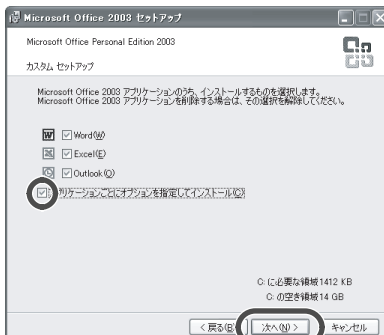 Microsoft Office 2003 セットアップ
Microsoft Office Personal Edition 2003
カスタム セットアップ
Microsoft Office 2003 アプリケーションのうち、インストールするものを選択します。
Microsoft Office 2003 アプリケーションを削除する場合は、その選択を解除してください。
Word(W)
Excel(E)
Outlook(O)
プリケーションごとにオプションを指定してインストール(C)
C: に必要な領域1412 KB
C: の空き領域14 GB
< 戻る(B)
次へ(N) >
キャンセル